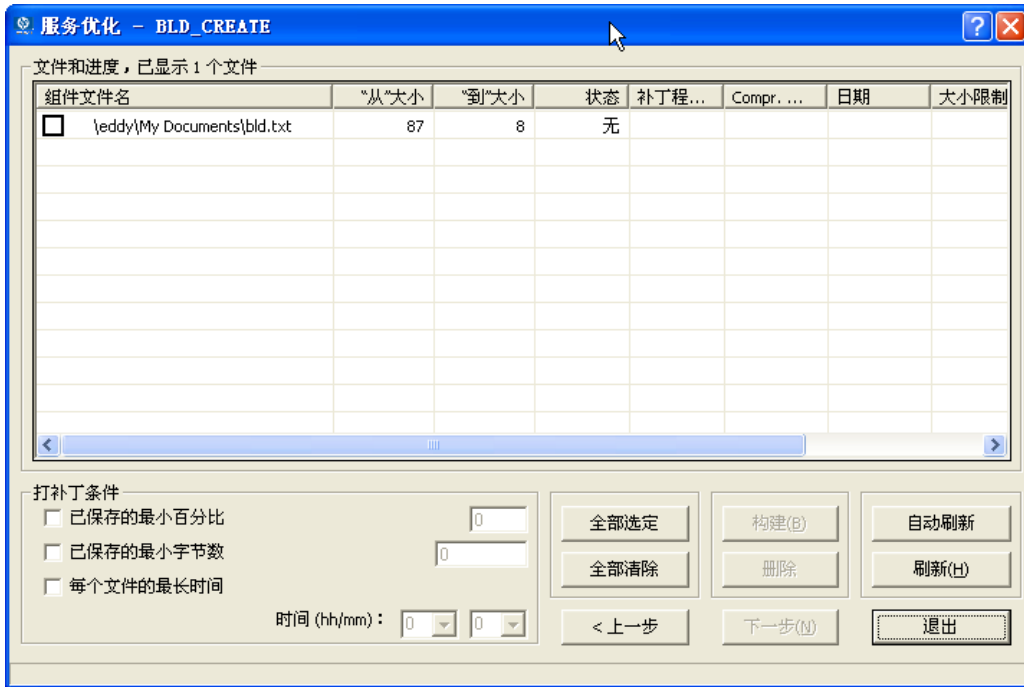 服务优化 - BLD_CREATE
文件和进度，已显示 1 个文件
组件文件名 "从"大小 "到"大小 状态 补丁程... Compr. ... 日期 大小限制
\eddy\My Documents\bld.txt 87 8 无
打补丁条件
已保存的最小百分比 0
已保存的最小字节数 0
每个文件的最长时间
时间 (hh/mm)： 0 0
全部选定 构建(B) 自动刷新
全部清除 删除 刷新(H)
< 上一步 下一步(N) 退出